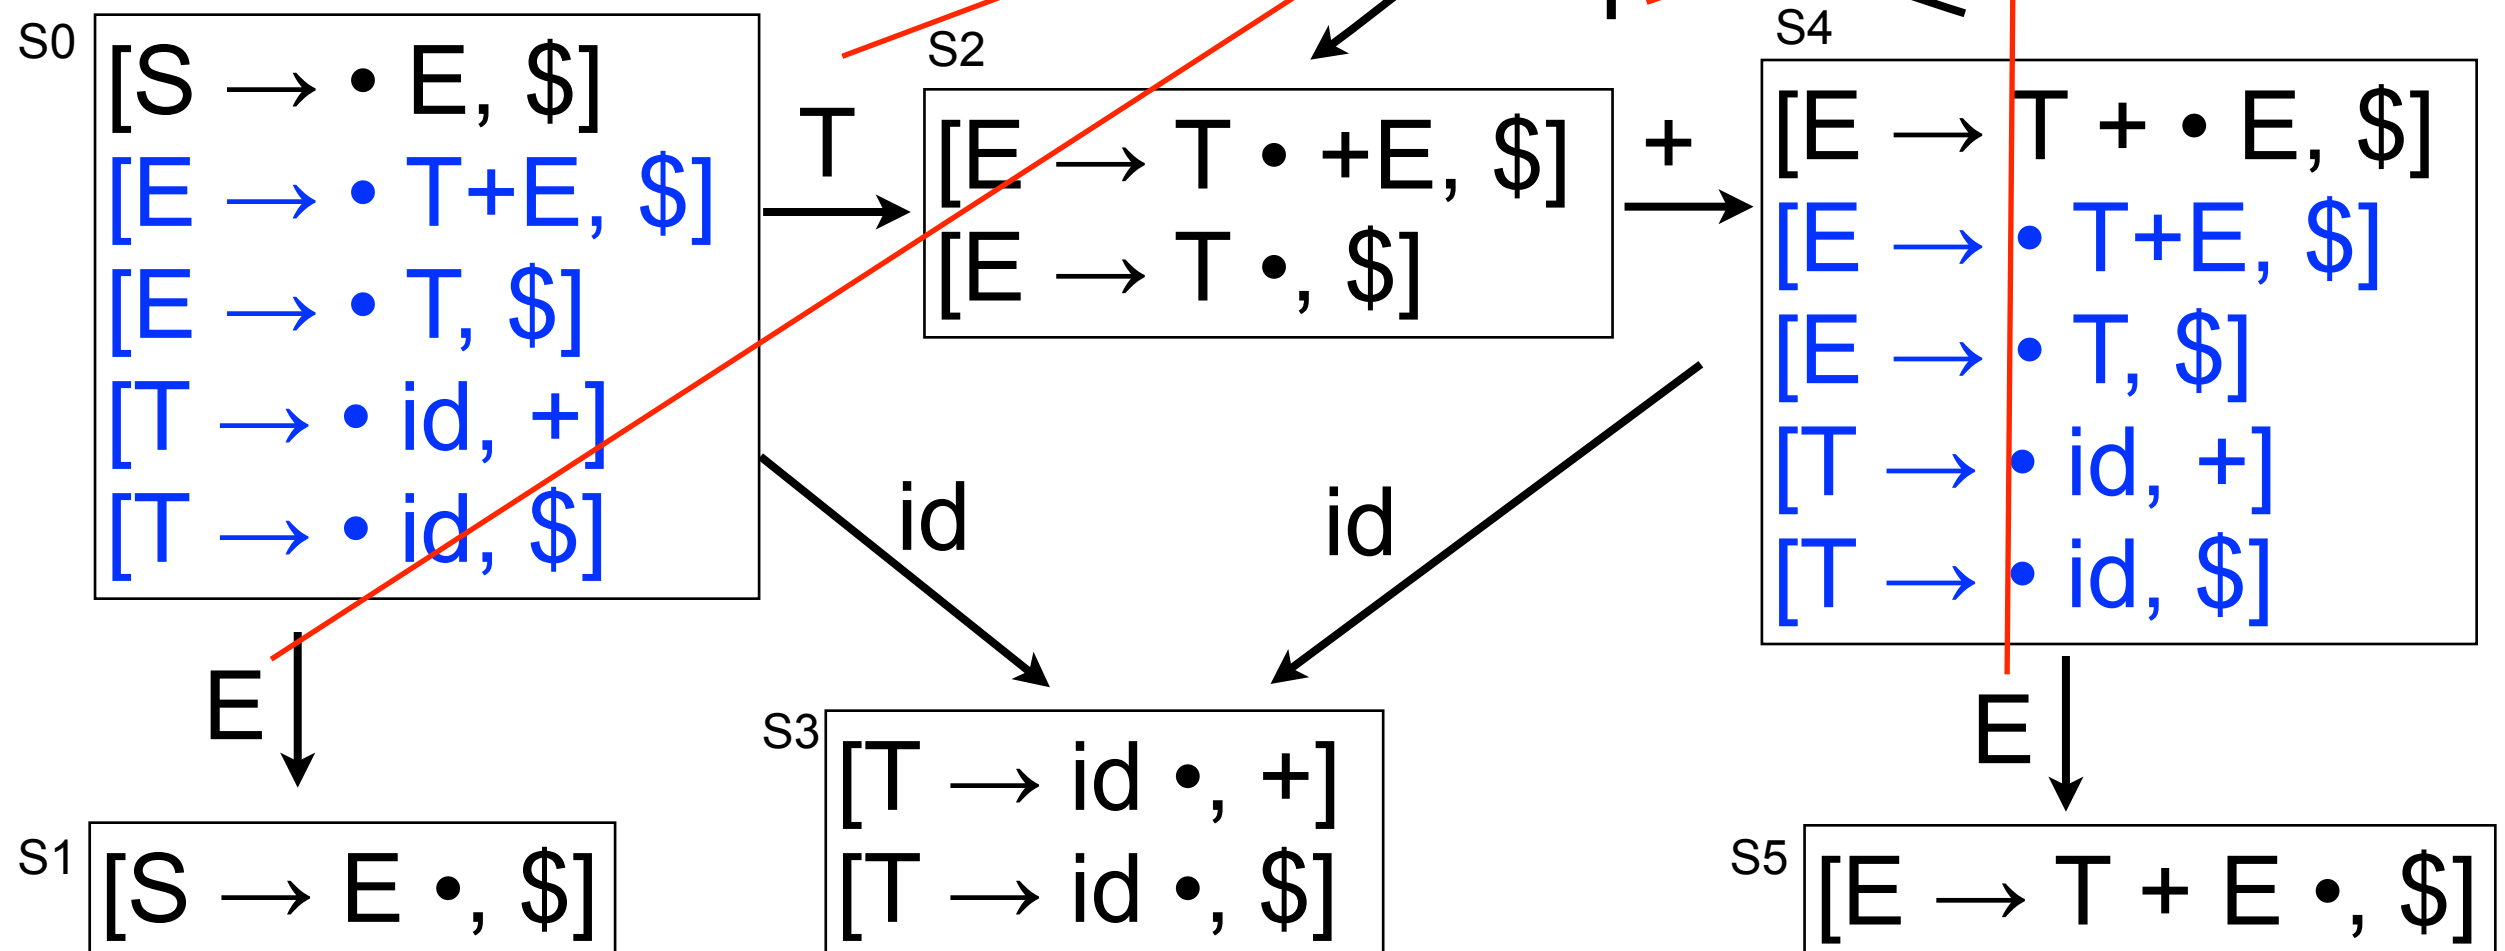 S0
[S → • E, $]
[E → • T+E, $]
[E → • T, $]
[T → • id, +]
[T → • id, $]
T
S2
[E → T • +E, $]
[E → T •, $]
+
S4
[E → T + • E, $]
[E → • T+E, $]
[E → • T, $]
[T → • id, +]
[T → • id, $]
id
id
E
E
S1
[S → E •, $]
S3
[T → id •, +]
[T → id •, $]
S5
[E → T + E •, $]